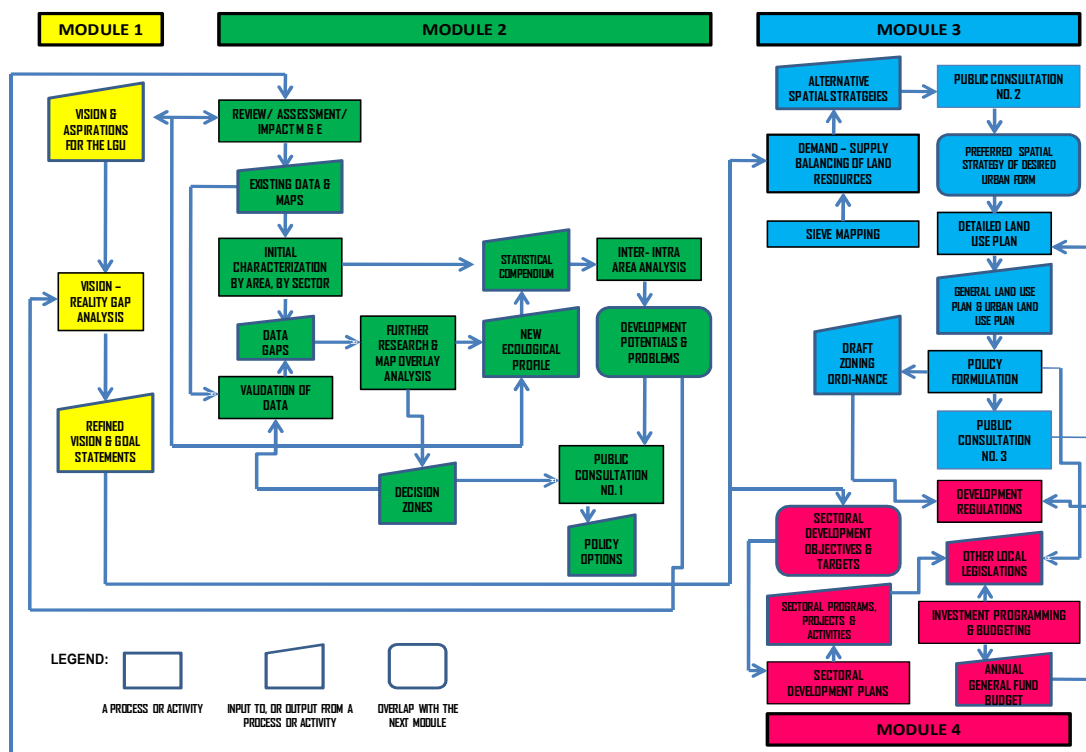 MODULE 1
MODULE 2
MODULE 3
VISION &
ASPIRATIONS
FOR THE LGU
VISION –
REALITY GAP
ANALYSIS
REFINED
VISION & GOAL
STATEMENTS
REVIEW/ ASSESSMENT/
IMPACT M & E
EXISTING DATA &
MAPS
INITIAL
CHARACTERIZATION
BY AREA, BY SECTOR
DATA
GAPS
VALIDATION OF
DATA
FURTHER
RESEARCH &
MAP OVERLAY
ANALYSIS
DECISION
ZONES
STATISTICAL
COMPENDIUM
NEW
ECOLOGICAL
PROFILE
INTER- INTRA
AREA ANALYSIS
DEVELOPMENT
POTENTIALS &
PROBLEMS
PUBLIC
CONSULTATION
NO. 1
POLICY
OPTIONS
ALTERNATIVE
SPATIAL STRATGEIES
DEMAND – SUPPLY
BALANCING OF LAND
RESOURCES
SIEVE MAPPING
PUBLIC CONSULTATION
NO. 2
PREFERRED SPATIAL
STRATEGY OF DESIRED
URBAN FORM
DETAILED LAND
USE PLAN
GENERAL LAND USE
PLAN & URBAN LAND
USE PLAN
DRAFT
ZONING
ORDI-NANCE
POLICY
FORMULATION
PUBLIC
CONSULTATION
NO. 3
DEVELOPMENT
REGULATIONS
SECTORAL
DEVELOPMENT
OBJECTIVES &
TARGETS
OTHER LOCAL
LEGISLATIONS
SECTORAL PROGRAMS,
PROJECTS &
ACTIVITIES
INVESTMENT PROGRAMMING
& BUDGETING
SECTORAL
DEVELOPMENT PLANS
ANNUAL
GENERAL FUND
BUDGET
MODULE 4
LEGEND:
A PROCESS OR ACTIVITY
INPUT TO, OR OUTPUT FROM A
PROCESS OR ACTIVITY
OVERLAP WITH THE
NEXT MODULE